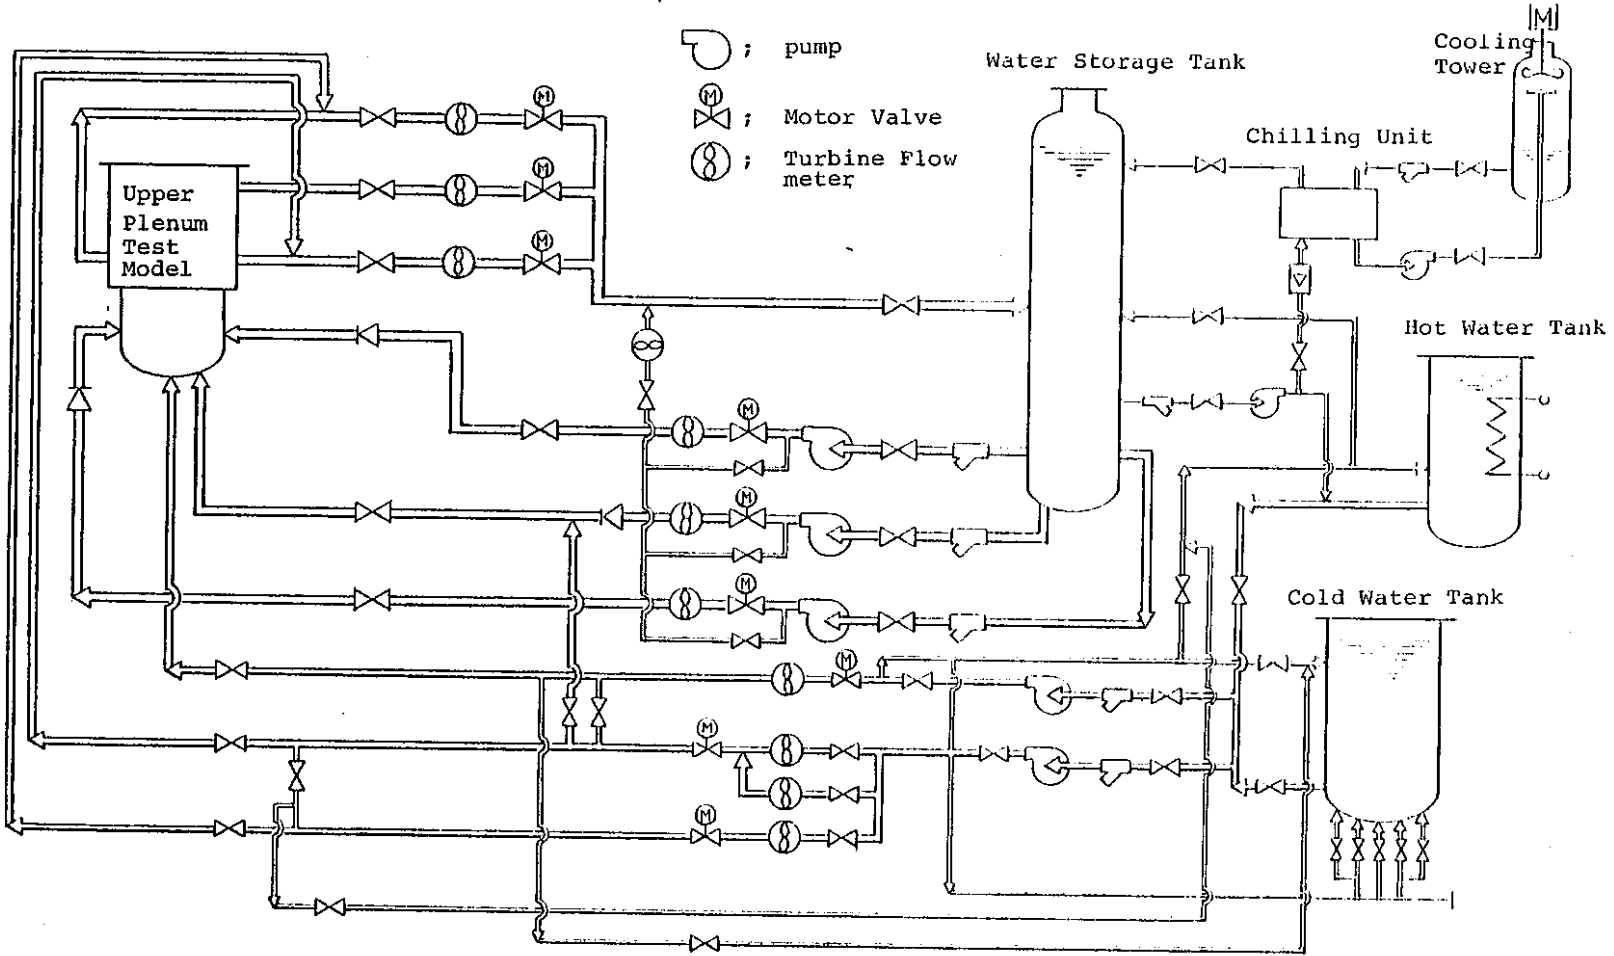 ; pump
; Motor Valve
; Turbine Flow
meter
Water Storage Tank
Cooling
Tower
M
Chilling Unit
Hot Water Tank
Cold Water Tank
Upper
Plenum
Test
Model
M
M
M
M
M
M
M
M
M
M